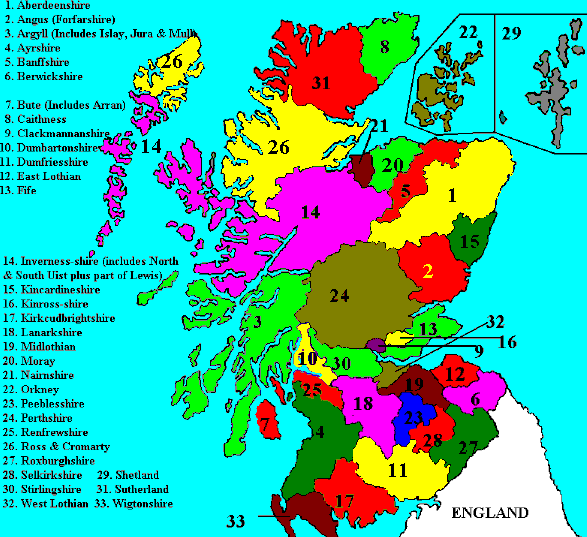 1. Aberdeenshire
2. Angus (Forfarshire)
3. Argyll (Includes Islay, Jura & Mull)
4. Ayrshire
5. Banffshire
6. Berwickshire
7. Bute (Includes Arran)
8. Caithness
9. Clackmannanshire
10. Dumbartonshire
11. Dumfriesshire
12. East Lothian
13. Fife
14. Inverness-shire (includes North
& South Uist plus part of Lewis)
15. Kincardineshire
16. Kinross-shire
17. Kirkcudbrightshire
18. Lanarkshire
19. Midlothian
20. Moray
21. Nairnshire
22. Orkney
23. Peeblesshire
24. Perthshire
25. Renfrewshire
26. Ross & Cromarty
27. Roxburghshire
28. Selkirkshire 29. Shetland
30. Stirlingshire 31. Sutherland
32. West Lothian 33. Wigtonshire
22 29
8
26
31
21
14
26
20
5
1
14
15
2
24
3
13
32
16
9
10
30
25
19
12
18
6
7
23
4
28
27
11
17
33
ENGLAND